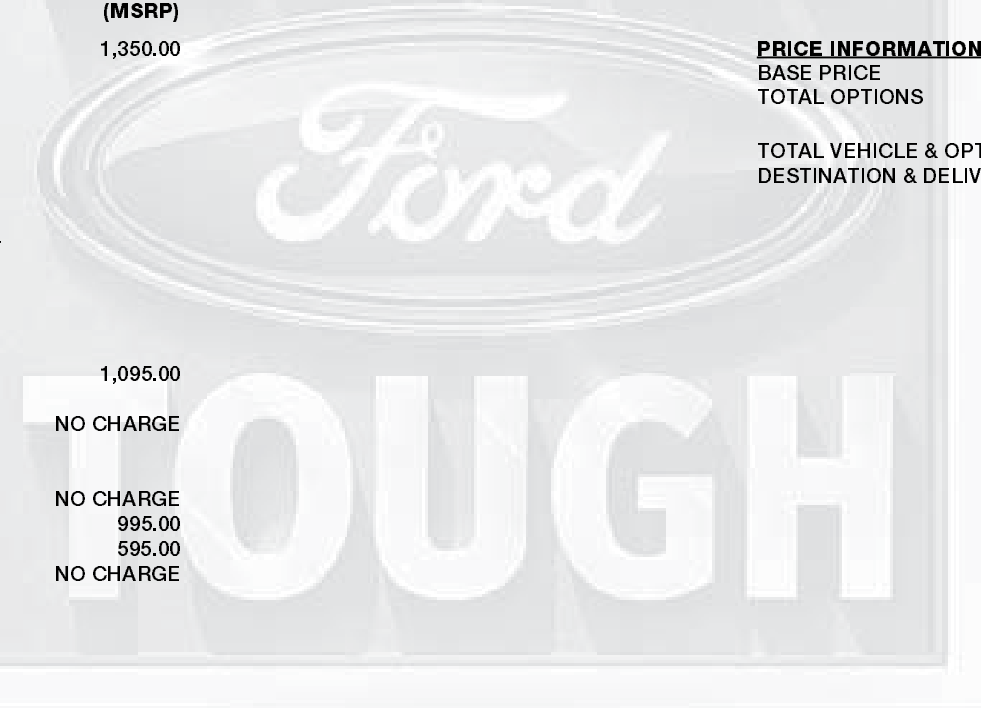 (MSRP)
1,350.00
PRICE INFORMATION
BASE PRICE
TOTAL OPTIONS
TOTAL VEHICLE & OPT
DESTINATION & DELIV
Ford
1,095.00
NO CHARGE
NO CHARGE
995.00
595.00
NO CHARGE
TOUGH